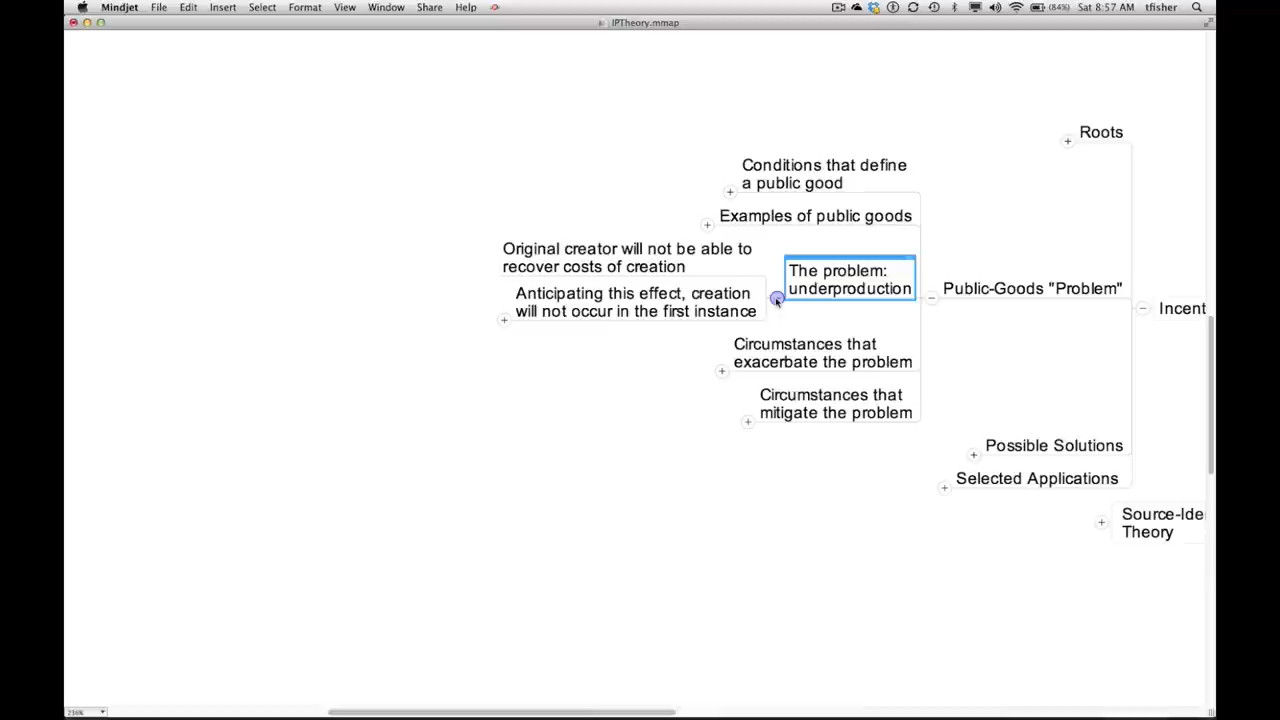 Mindjet File Edit Insert Select Format View Window Share Help (84%) Sat 8:57 AM tfisher
IPTheory.mmap
Roots
Conditions that define
a public good
Examples of public goods
Original creator will not be able to
recover costs of creation
The problem:
underproduction
Anticipating this effect, creation
will not occur in the first instance
Public-Goods "Problem"
Incent
Circumstances that
exacerbate the problem
Circumstances that
mitigate the problem
Possible Solutions
Selected Applications
Source-Ide
Theory
236%